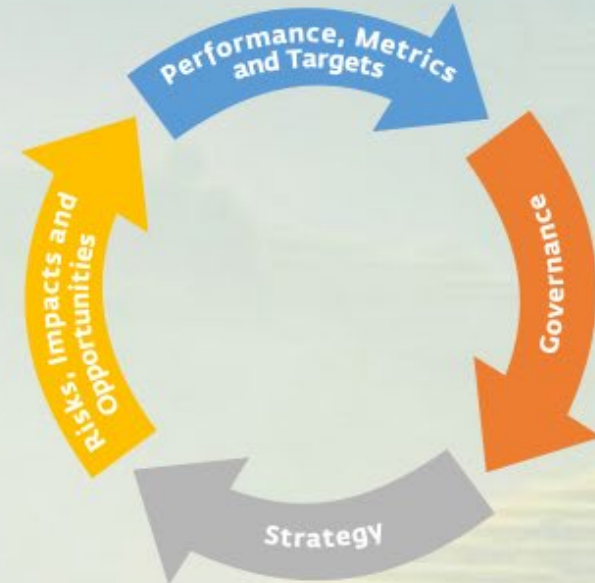 Performance, Metrics
and Targets
Governance
Strategy
Risks, Impacts and
Opportunities